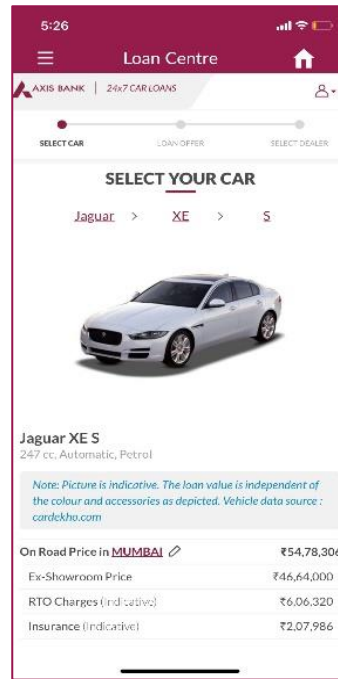 5:26
Loan Centre
AXIS BANK | 24x7 CAR LOANS
SELECT CAR LOAN OFFER SELECT DEALER
SELECT YOUR CAR
Jaguar > XE > S
Jaguar XE S
247 cc, Automatic, Petrol
Note: Picture is indicative. The loan value is independent of
the colour and accessories as depicted. Vehicle data source :
cardekho.com
On Road Price in MUMBAI ₹54,78,306
Ex-Showroom Price ₹46,64,000
RTO Charges (Indicative) ₹6,06,320
Insurance (Indicative) ₹2,07,986